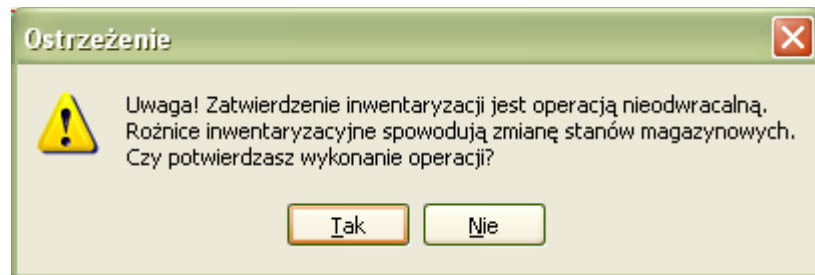 Ostrzeżenie
Uwaga! Zatwierdzenie inwentaryzacji jest operacją nieodwracalną.
Rożnice inwentaryzacyjne spowodują zmianę stanów magazynowych.
Czy potwierdzasz wykonanie operacji?
Tak Nie